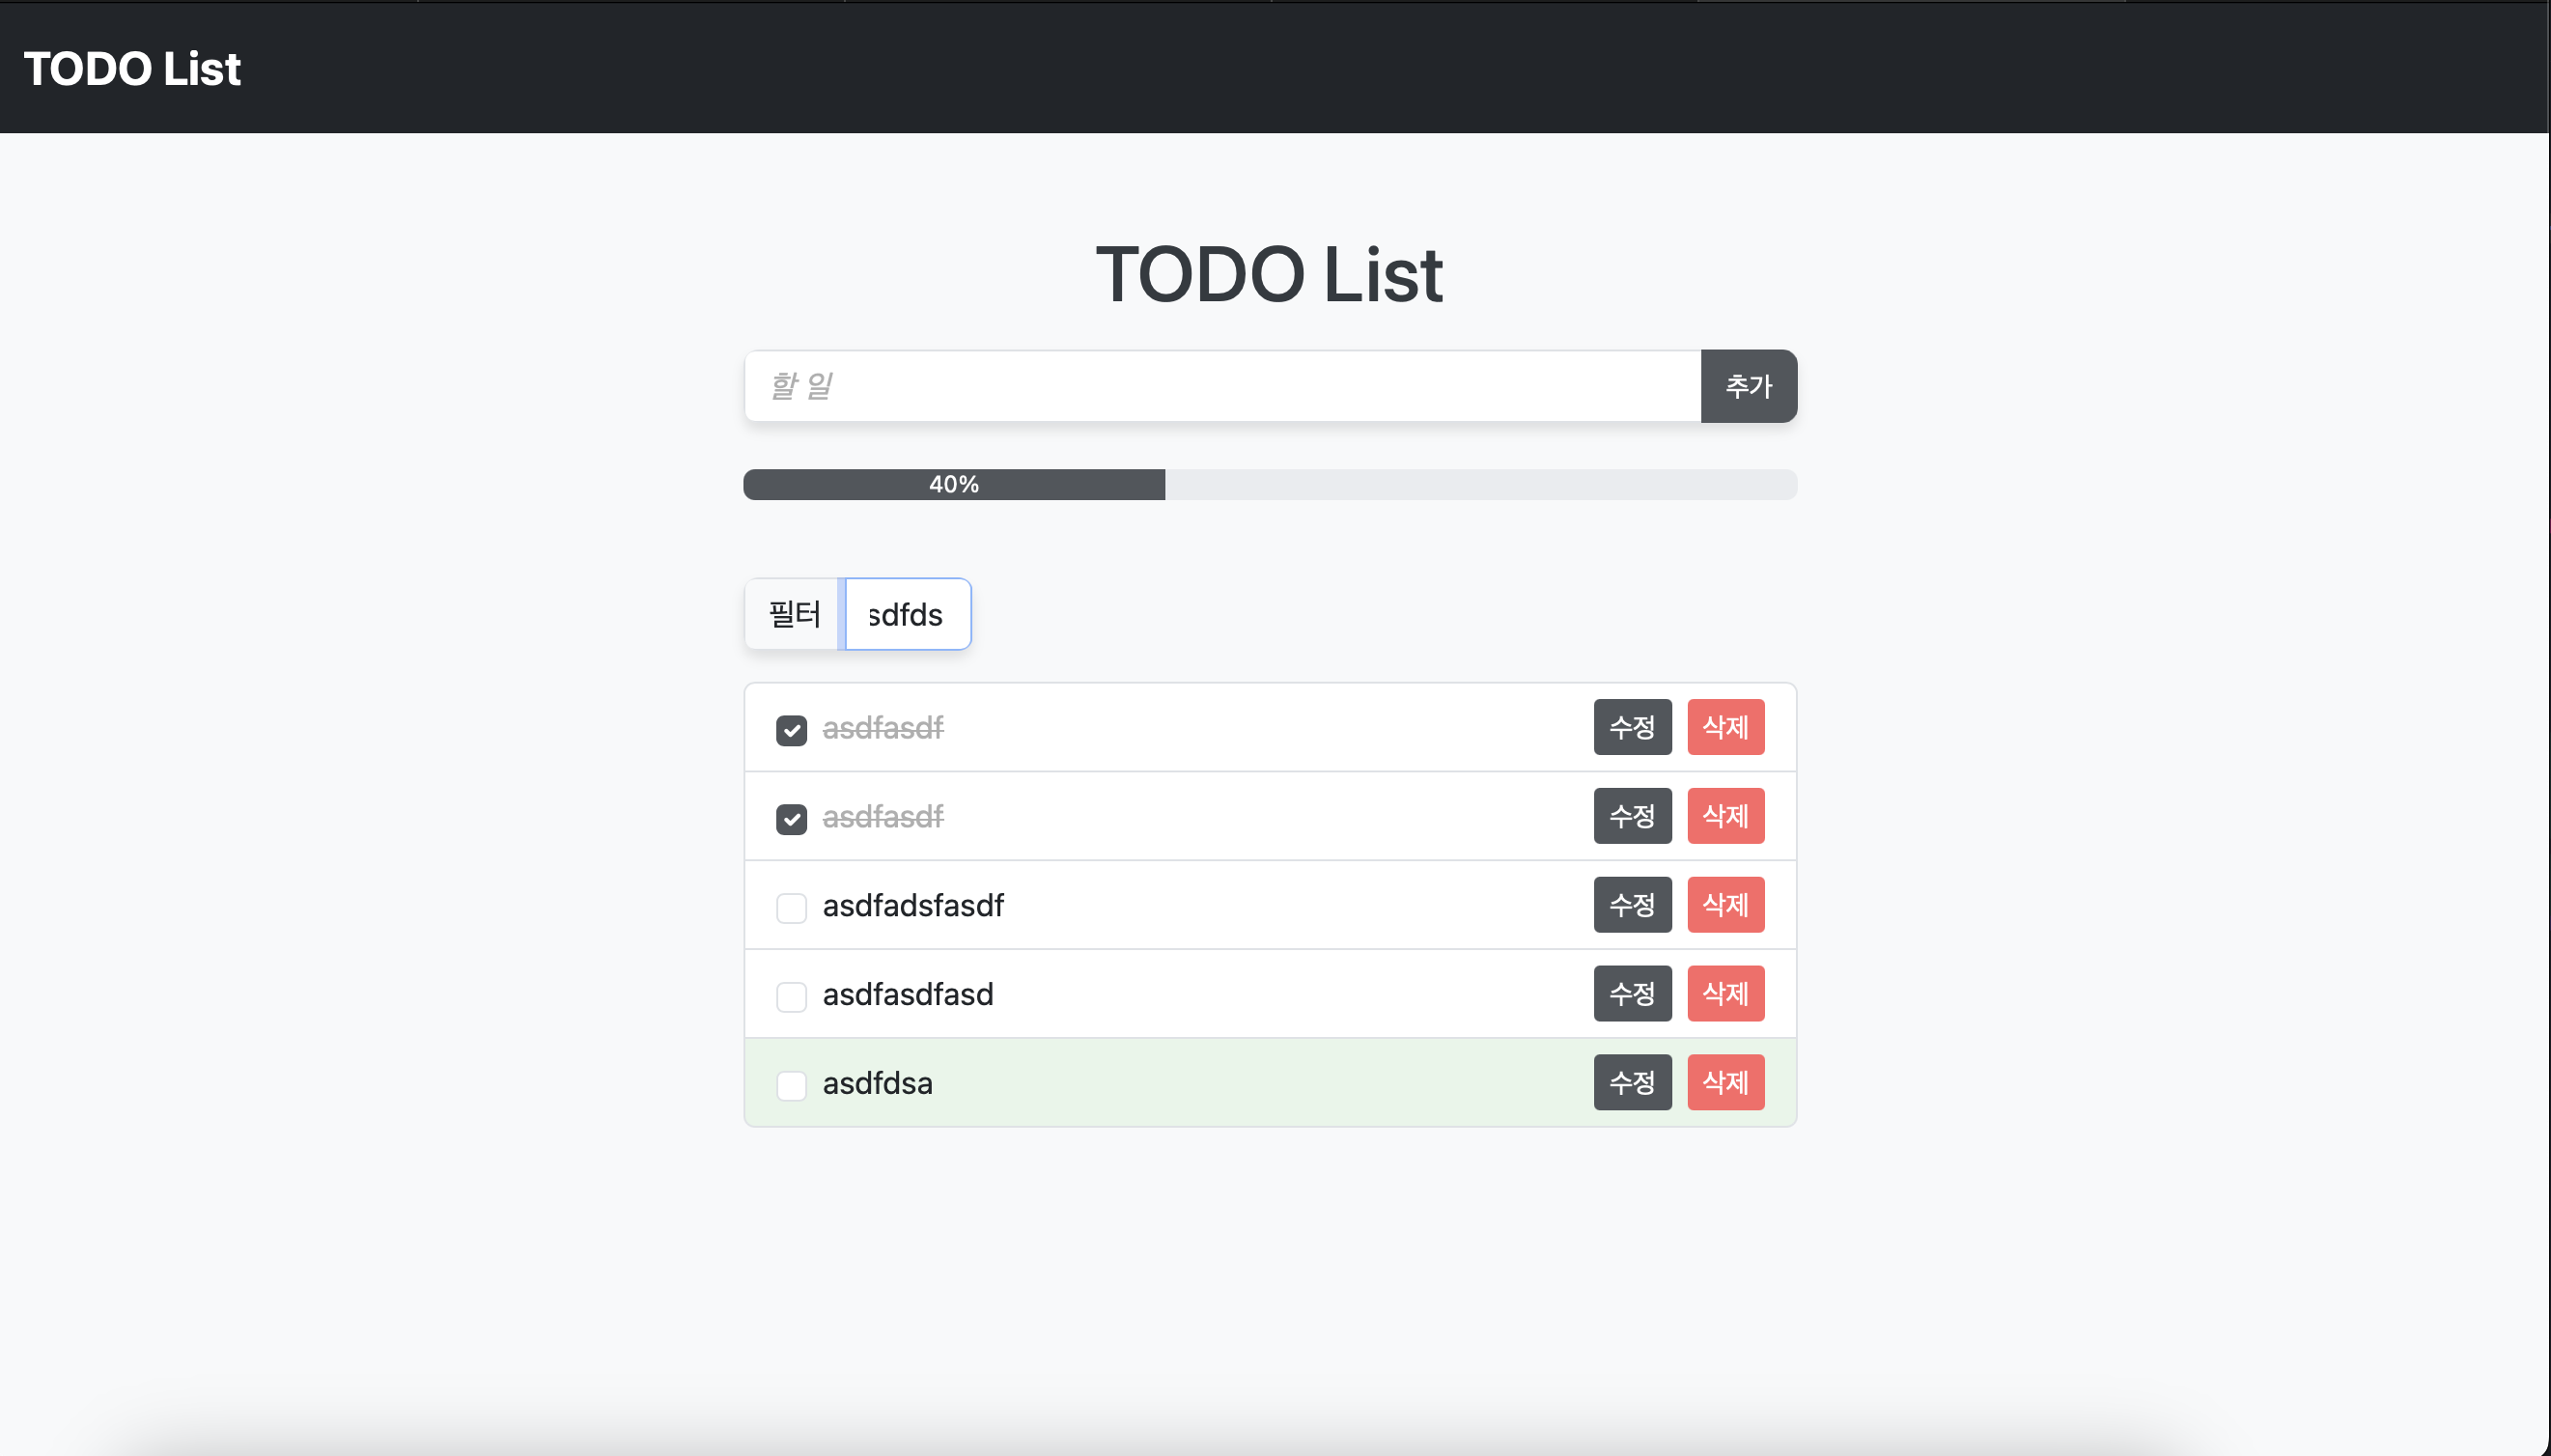 TODO List
TODO List
할 일 추가
40%
필터 sdfds
asdfasdf 수정 삭제
asdfasdf 수정 삭제
asdfadsfasdf 수정 삭제
asdfasdfasd 수정 삭제
asdfdsa 수정 삭제